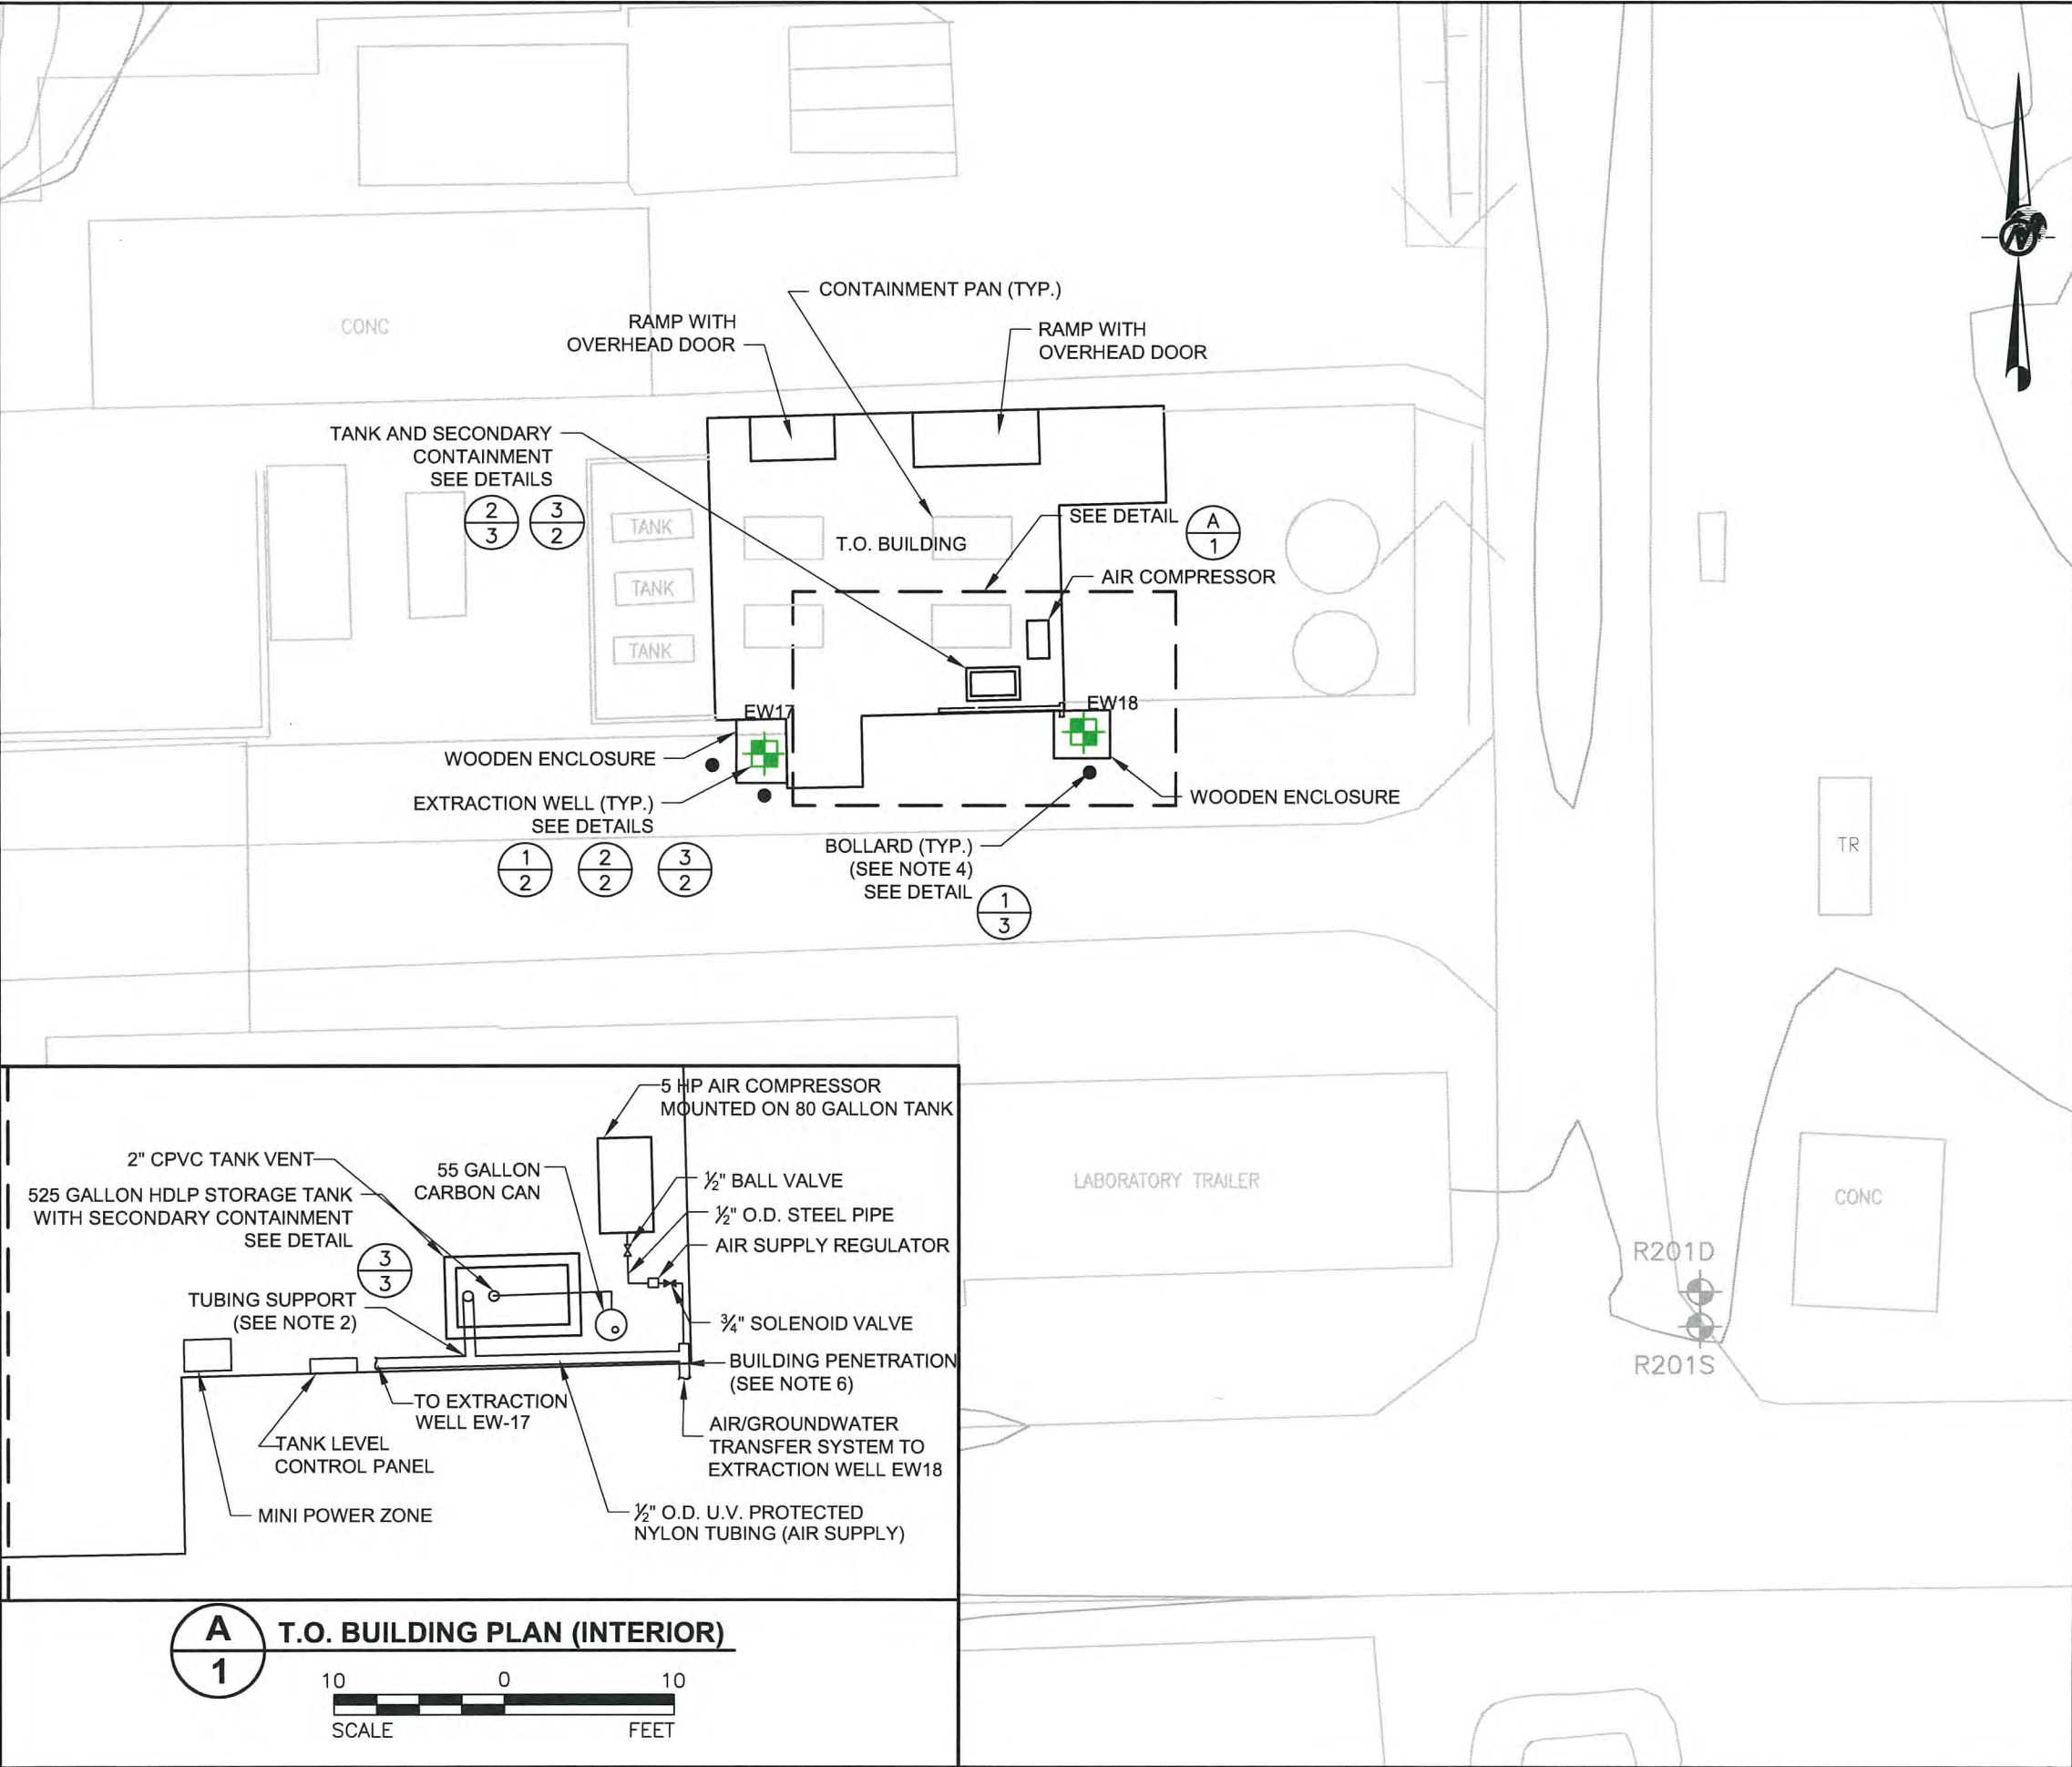 CONTAINMENT PAN (TYP.)
RAMP WITH
OVERHEAD DOOR
RAMP WITH
OVERHEAD DOOR
CONC
TANK AND SECONDARY
CONTAINMENT
SEE DETAILS
2
3
3
2
TANK
TANK
TANK
T.O. BUILDING
SEE DETAIL
A
1
AIR COMPRESSOR
EW17
EW18
WOODEN ENCLOSURE
EXTRACTION WELL (TYP.)
SEE DETAILS
1
2
2
2
3
2
WOODEN ENCLOSURE
BOLLARD (TYP.)
(SEE NOTE 4)
SEE DETAIL
1
3
TR
N
5 HP AIR COMPRESSOR
MOUNTED ON 80 GALLON TANK
2" CPVC TANK VENT
525 GALLON HDLP STORAGE TANK
WITH SECONDARY CONTAINMENT
SEE DETAIL
3
3
55 GALLON
CARBON CAN
½" BALL VALVE
½" O.D. STEEL PIPE
AIR SUPPLY REGULATOR
TUBING SUPPORT
(SEE NOTE 2)
¾" SOLENOID VALVE
BUILDING PENETRATION
(SEE NOTE 6)
TO EXTRACTION
WELL EW-17
AIR/GROUNDWATER
TRANSFER SYSTEM TO
EXTRACTION WELL EW18
TANK LEVEL
CONTROL PANEL
MINI POWER ZONE
½" O.D. U.V. PROTECTED
NYLON TUBING (AIR SUPPLY)
A
1
T.O. BUILDING PLAN (INTERIOR)
10 0 10
SCALE FEET
LABORATORY TRAILER
CONC
R201D
R201S